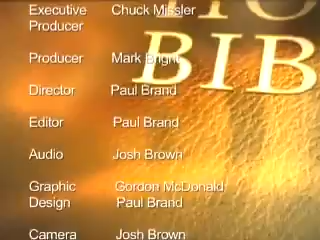 Executive Chuck Missler
Producer
Producer Mark Bright
BIB
Director Paul Brand
Editor Paul Brand
Audio Josh Brown
Graphic Gordon McDonald
Design Paul Brand
Camera Josh Brown